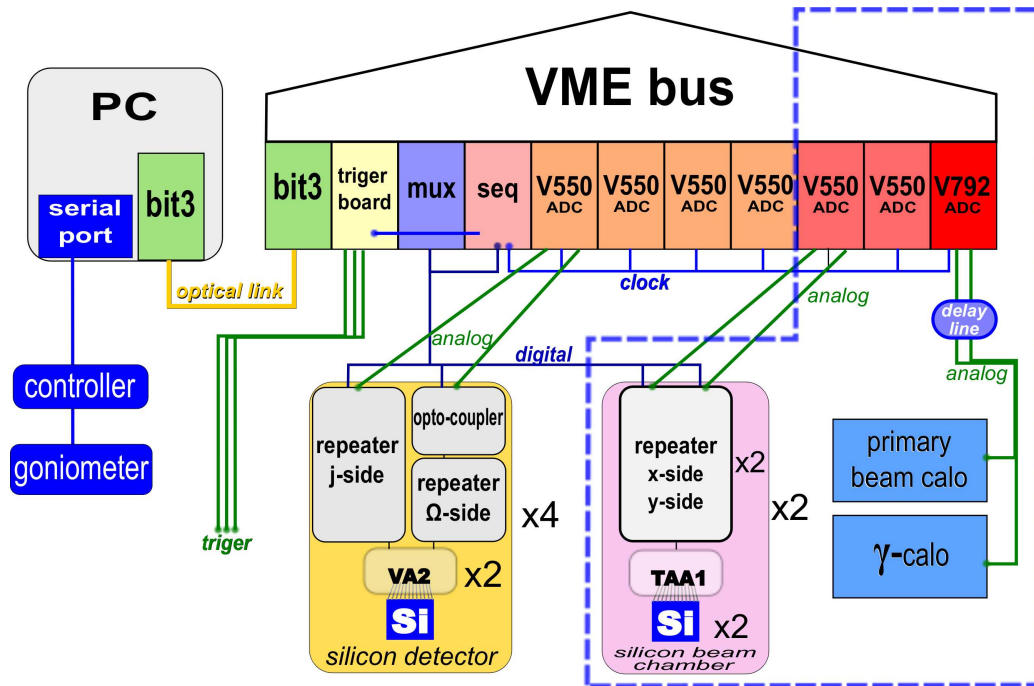 VME bus
PC
serial
port
bit3
bit3
triger
board
mux
seq
V550
ADC
V550
ADC
V550
ADC
V550
ADC
V550
ADC
V550
ADC
V792
ADC
optical link
clock
analog
delay
line
analog
analog
digital
controller
goniometer
triger
repeater
j-side
opto-coupler
repeater
Ω-side
x4
VA2
x2
Si
silicon detector
repeater
x-side
y-side
x2
x2
TAA1
Si
x2
silicon beam
chamber
primary
beam calo
γ-calo